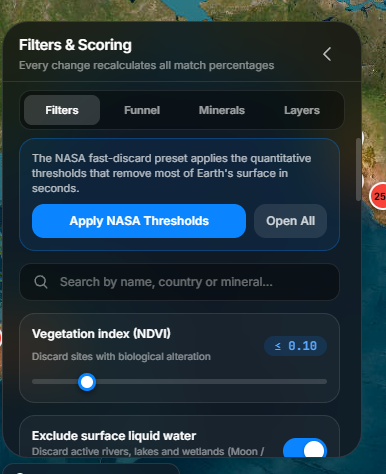 Filters & Scoring
Every change recalculates all match percentages
Filters
Funnel
Minerals
Layers
The NASA fast-discard preset applies the quantitative
thresholds that remove most of Earth's surface in
seconds.
Apply NASA Thresholds
Open All
25
Search by name, country or mineral...
Vegetation index (NDVI)
≤ 0.10
Discard sites with biological alteration
Exclude surface liquid water
Discard active rivers, lakes and wetlands (Moon /